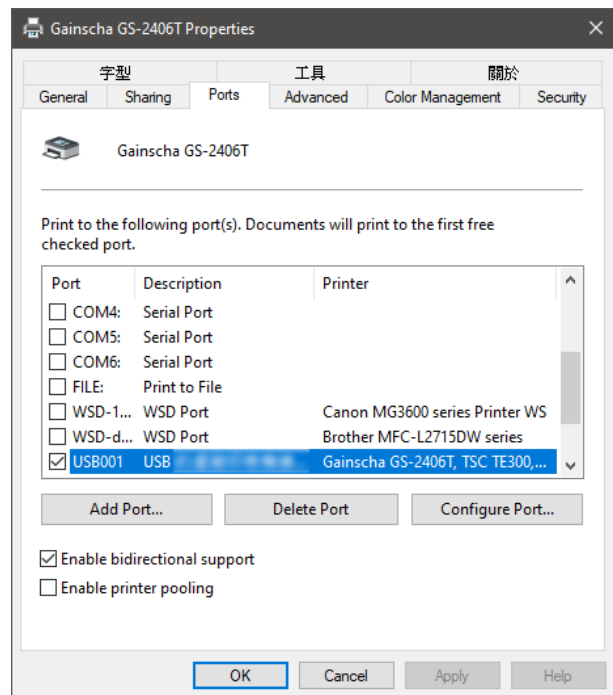 Gainscha GS-2406T Properties
字型 工具 關於
General Sharing Ports Advanced Color Management Security
Gainscha GS-2406T
Print to the following port(s). Documents will print to the first free
checked port.
Port Description Printer
COM4: Serial Port
COM5: Serial Port
COM6: Serial Port
FILE: Print to File
WSD-1... WSD Port Canon MG3600 series Printer WS
WSD-d... WSD Port Brother MFC-L2715DW series
USB001 USB Gainscha GS-2406T, TSC TE300,...
Add Port... Delete Port Configure Port...
Enable bidirectional support
Enable printer pooling
OK Cancel Apply Help